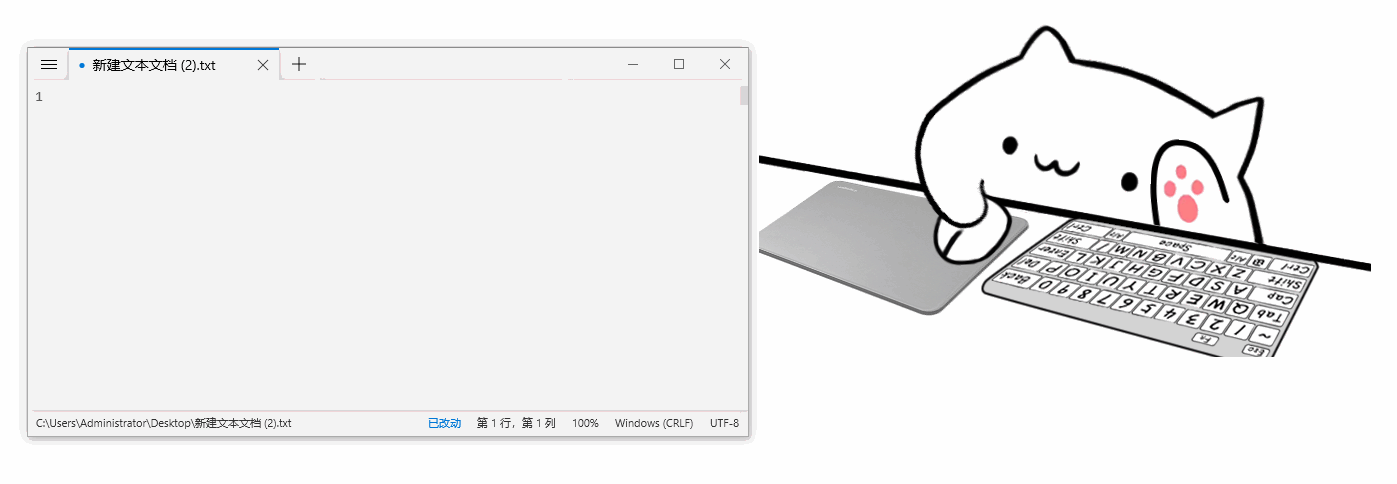 新建文本文档 (2).txt
1
C:\Users\Administrator\Desktop\新建文本文档 (2).txt 已改动 第 1 行，第 1 列 100% Windows (CRLF) UTF-8
Ctrl Alt Space Alt Ctrl
Shift / M N B V C X Z Shift
Enter L K J H G F D S A Cap
Del P O I U Y T R E W Q Tab
Back 0 9 8 7 6 5 4 3 2 1 ~
Fn Esc